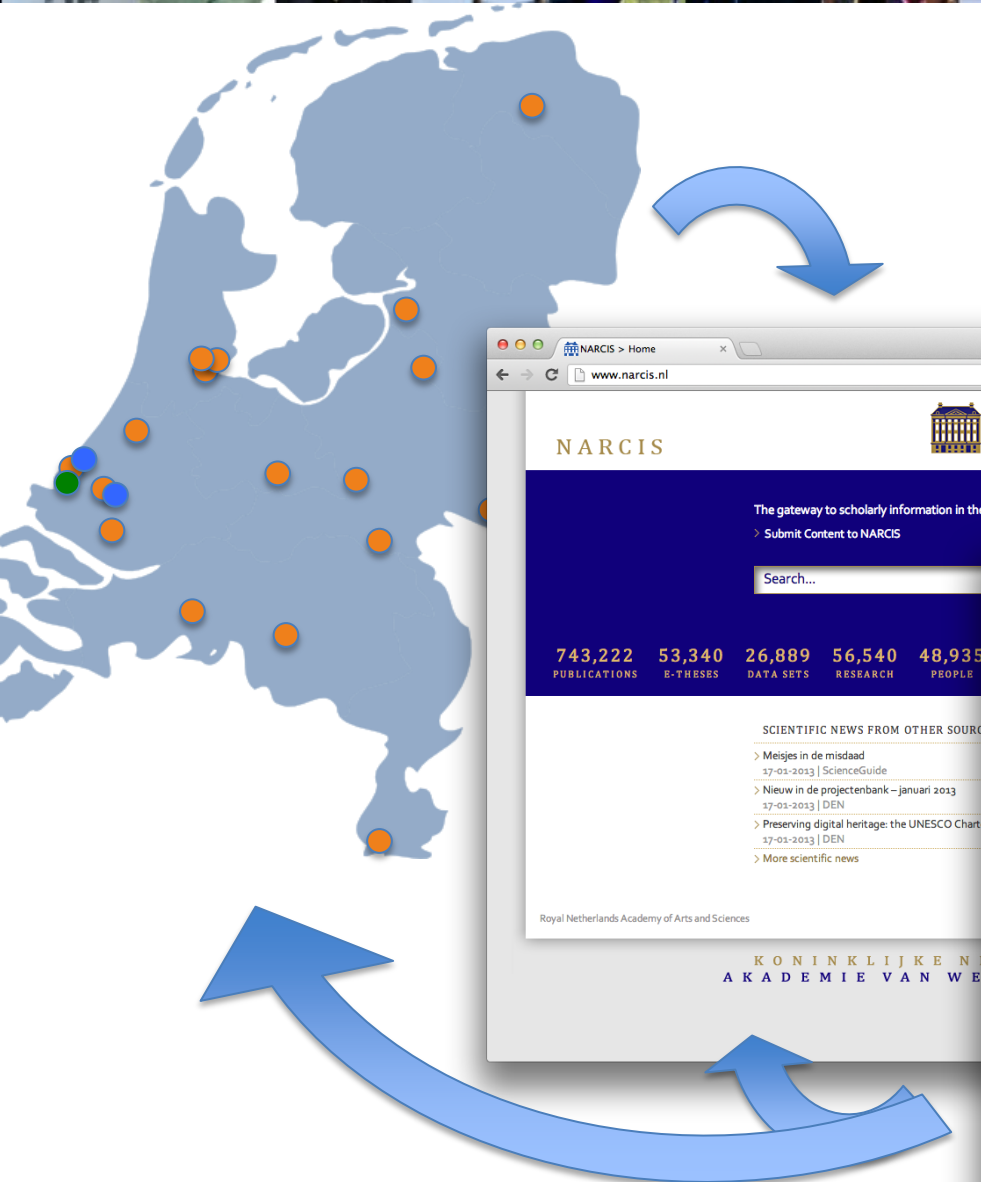 NARCIS > Home
www.narcis.nl
NARCIS
The gateway to scholarly information in the
> Submit Content to NARCIS
Search...
743,222 53,340 26,889 56,540 48,935
PUBLICATIONS E-THESES DATA SETS RESEARCH PEOPLE
SCIENTIFIC NEWS FROM OTHER SOURC
> Meisjes in de misdaad
17-01-2013 | ScienceGuide
> Nieuw in de projectenbank – januari 2013
17-01-2013 | DEN
> Preserving digital heritage: the UNESCO Chart
17-01-2013 | DEN
> More scientific news
Royal Netherlands Academy of Arts and Sciences
KONINKLIJKE N
AKADEMIE VAN WE